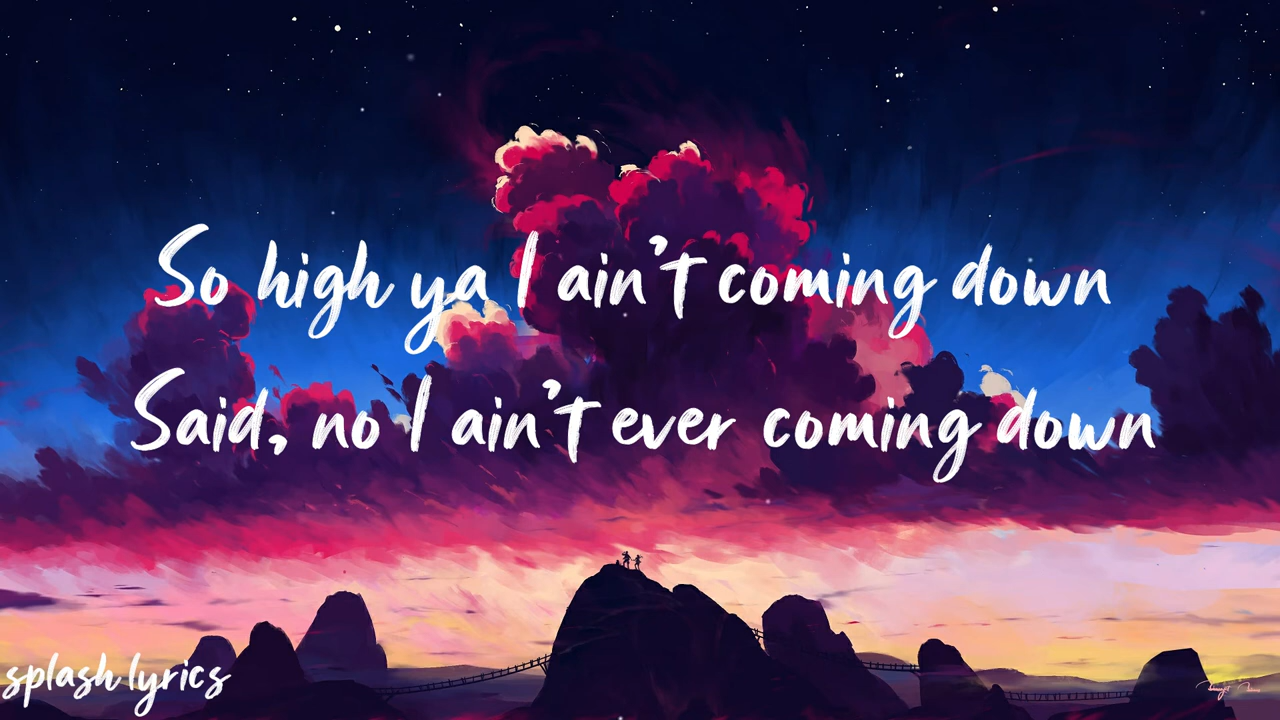 So high ya I ain't coming down
Said, no I ain't ever coming down
splash lyrics